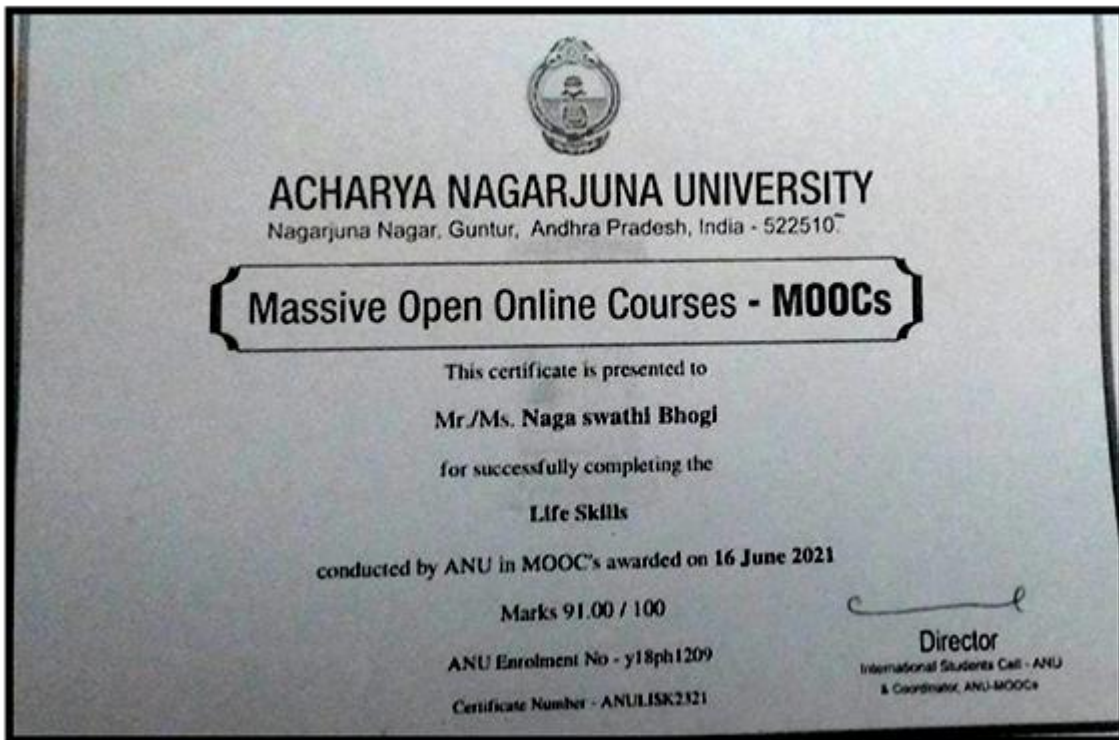 ACHARYA NAGARJUNA UNIVERSITY
Nagarjuna Nagar, Guntur, Andhra Pradesh, India - 522510.
Massive Open Online Courses - MOOCs
This certificate is presented to
Mr./Ms. Naga swathi Bhogi
for successfully completing the
Life Skills
conducted by ANU in MOOC's awarded on 16 June 2021
Marks 91.00 / 100
ANU Enrolment No - y18ph1209
Certificate Number - ANULISK2321
Director
International Students Cell - ANU
& Coordinator, ANU-MOOCs